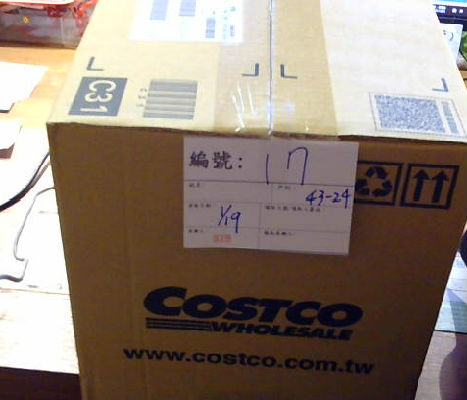 C31
編號: 17
43-24
1/19
COSTCO
WHOLESALE
www.costco.com.tw